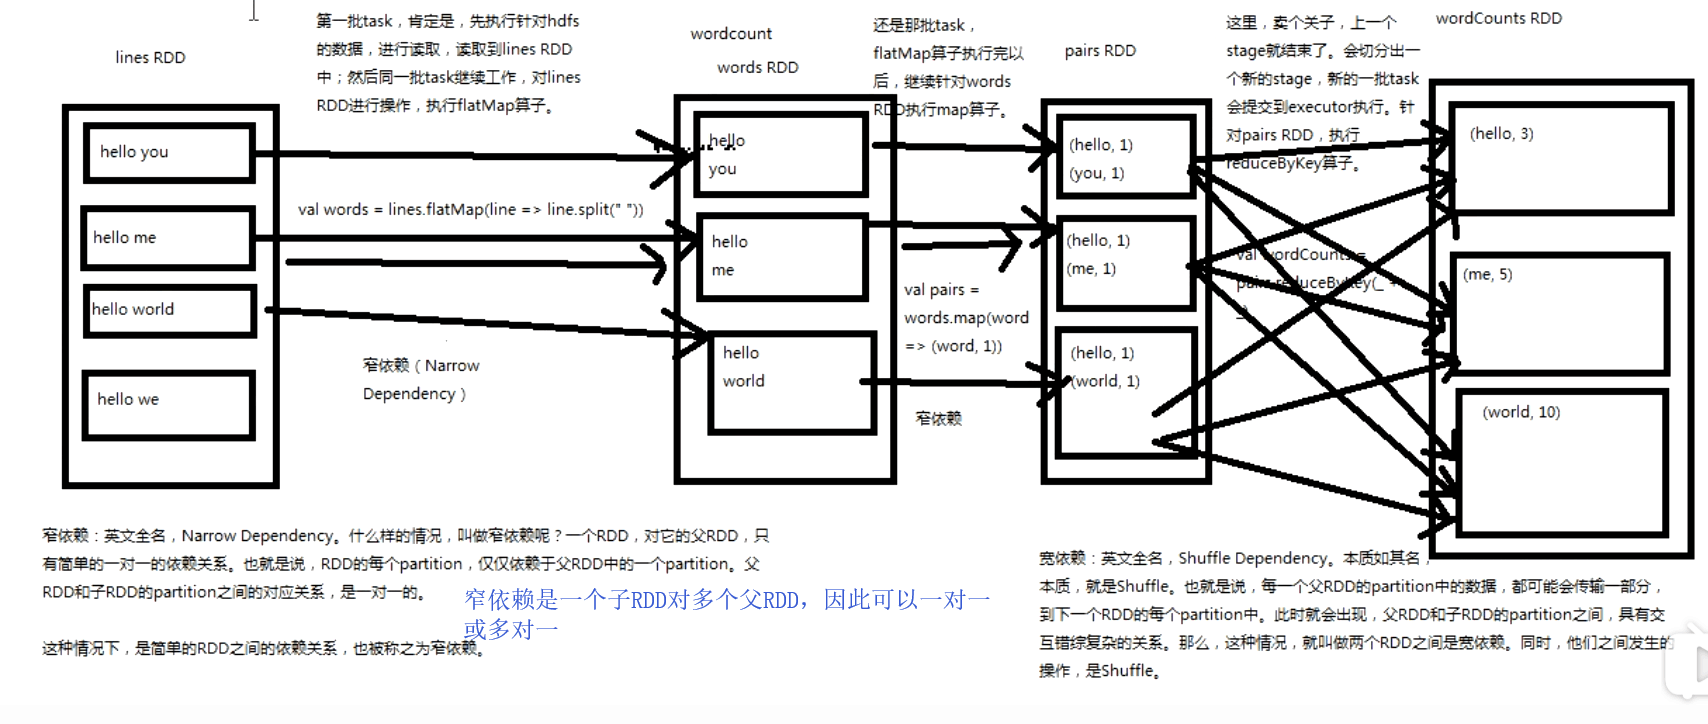 lines RDD
第一批task，肯定是，先执行针对hdfs
的数据，进行读取，读取到lines RDD
中；然后同一批task继续工作，对lines
RDD进行操作，执行flatMap算子。
wordcount
words RDD
还是那批task，
flatMap算子执行完以
后，继续针对words
RDD执行map算子。
pairs RDD
这里，卖个关子，上一个
stage就结束了。会切分出一
个新的stage，新的一批task
会提交到executor执行。针
对pairs RDD，执行
reduceByKey算子。
wordCounts RDD
hello you
hello me
hello world
hello we
val words = lines.flatMap(line => line.split(" "))
窄依赖（Narrow
Dependency）
hello
you
hello
me
hello
world
val pairs =
words.map(word
=> (word, 1))
窄依赖
(hello, 1)
(you, 1)
(hello, 1)
(me, 1)
(hello, 1)
(world, 1)
val wordCounts =
pairs.reduceByKey(_ +
_)
(hello, 3)
(me, 5)
(world, 10)
窄依赖：英文全名，Narrow Dependency。什么样的情况，叫做窄依赖呢？一个RDD，对它的父RDD，只
有简单的一对一的依赖关系。也就是说，RDD的每个partition，仅仅依赖于父RDD中的一个partition。父
RDD和子RDD的partition之间的对应关系，是一对一的。
窄依赖是一个子RDD对多个父RDD，因此可以一对一
或多对一
这种情况下，是简单的RDD之间的依赖关系，也被称之为窄依赖。
宽依赖：英文全名，Shuffle Dependency。本质如其名，
本质，就是Shuffle。也就是说，每一个父RDD的partition中的数据，都可能会传输一部分，
到下一个RDD的每个partition中。此时就会出现，父RDD和子RDD的partition之间，具有交
互错综复杂的关系。那么，这种情况，就叫做两个RDD之间是宽依赖。同时，他们之间发生的
操作，是Shuffle。